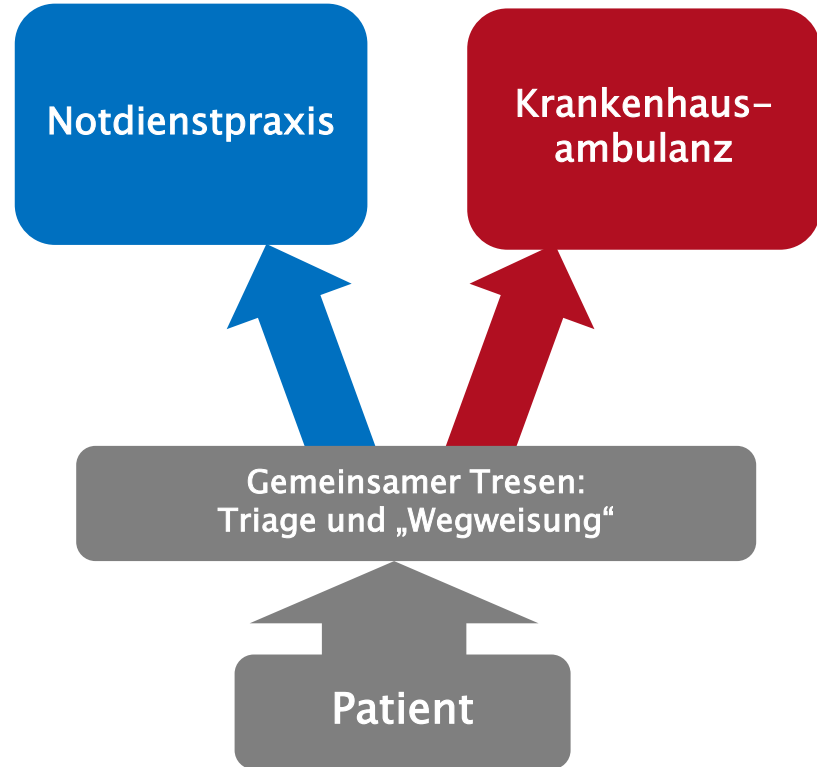 Notdienstpraxis
Krankenhaus-
ambulanz
Gemeinsamer Tresen:
Triage und „Wegweisung“
Patient